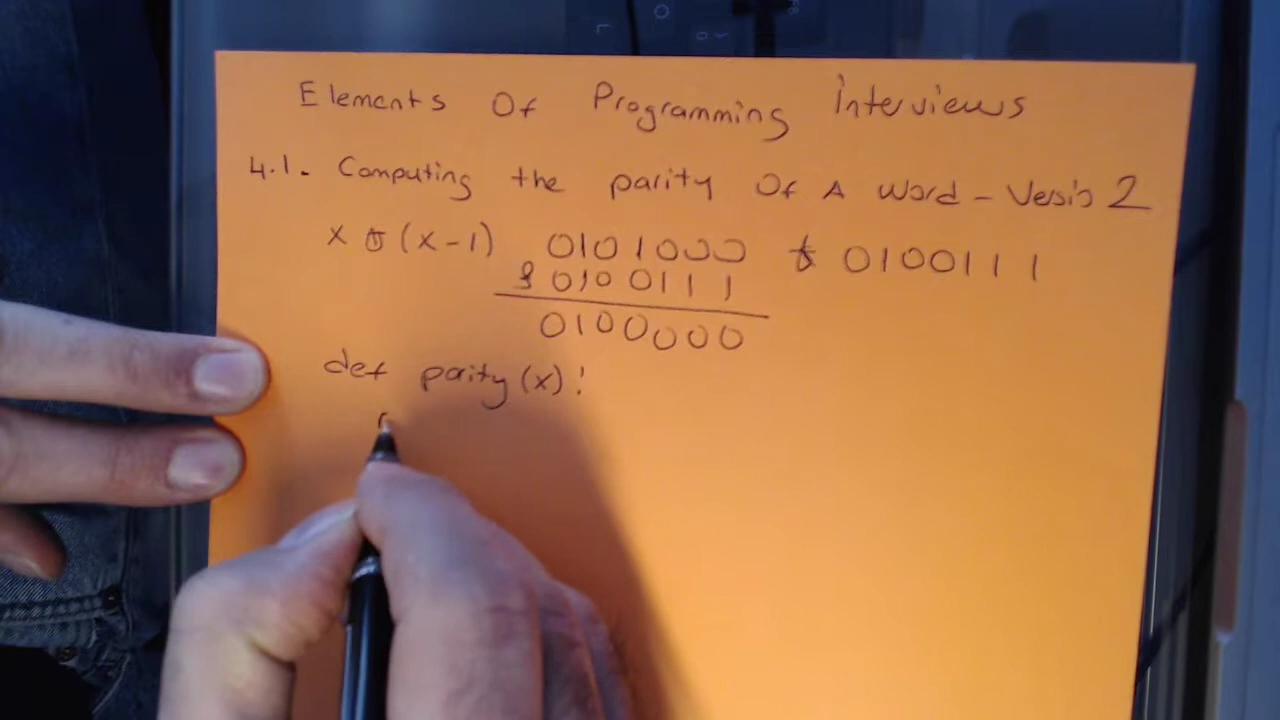 Elements Of Programming Interviews
4.1. Computing the parity Of A Word - Versio 2
x & (x-1) 0101000 & 0100111
& 0100111
0100000
def parity(x):